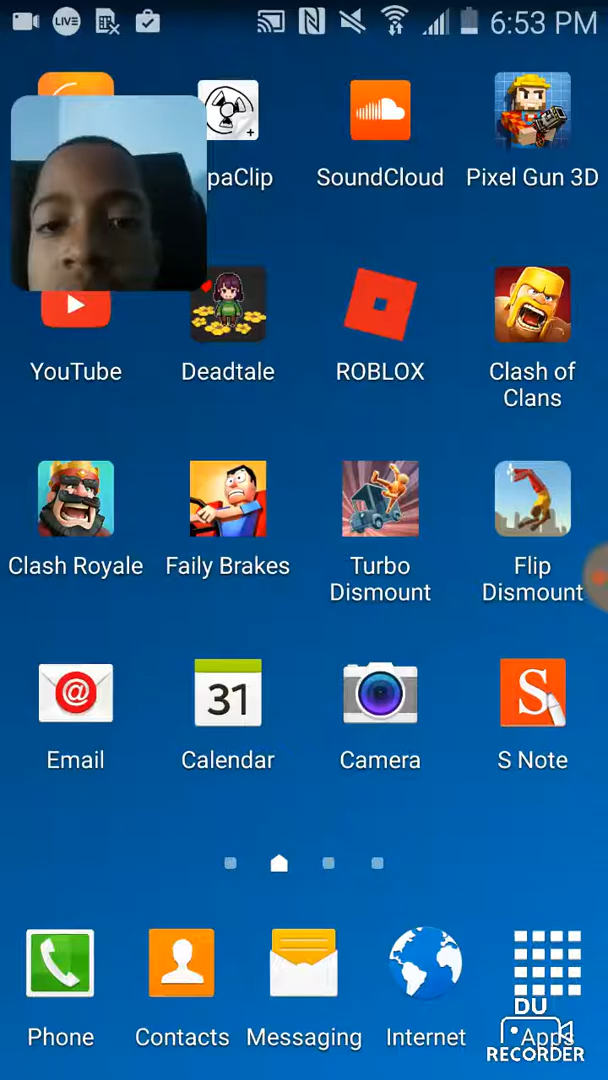 LIVE
6:53 PM
paClip
SoundCloud
Pixel Gun 3D
YouTube
Deadtale
ROBLOX
Clash of
Clans
Clash Royale
Faily Brakes
Turbo
Dismount
Flip
Dismount
31
S
Email
Calendar
Camera
S Note
Phone
Contacts
Messaging
Internet
Apps
DU
RECORDER